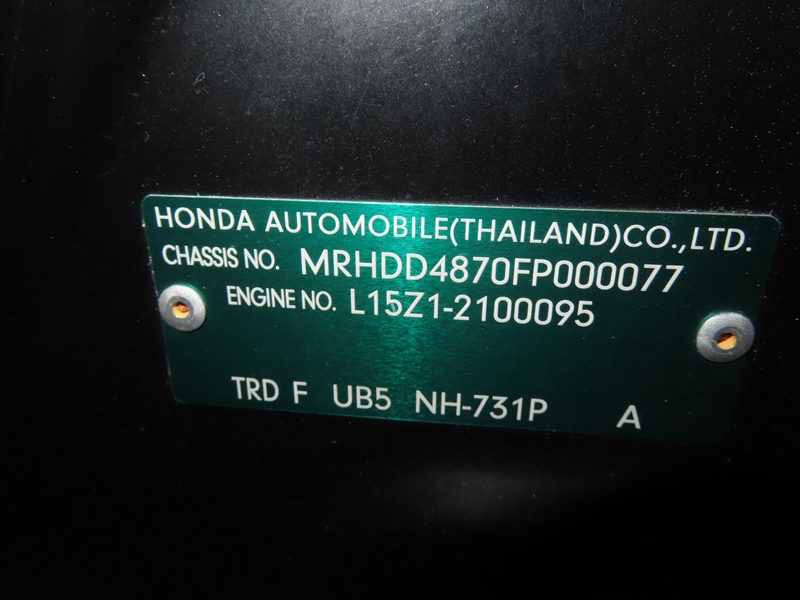 HONDA AUTOMOBILE(THAILAND)CO.,LTD.
CHASSIS NO. MRHDD4870FP000077
ENGINE NO. L15Z1-2100095
TRD F UB5 NH-731P A